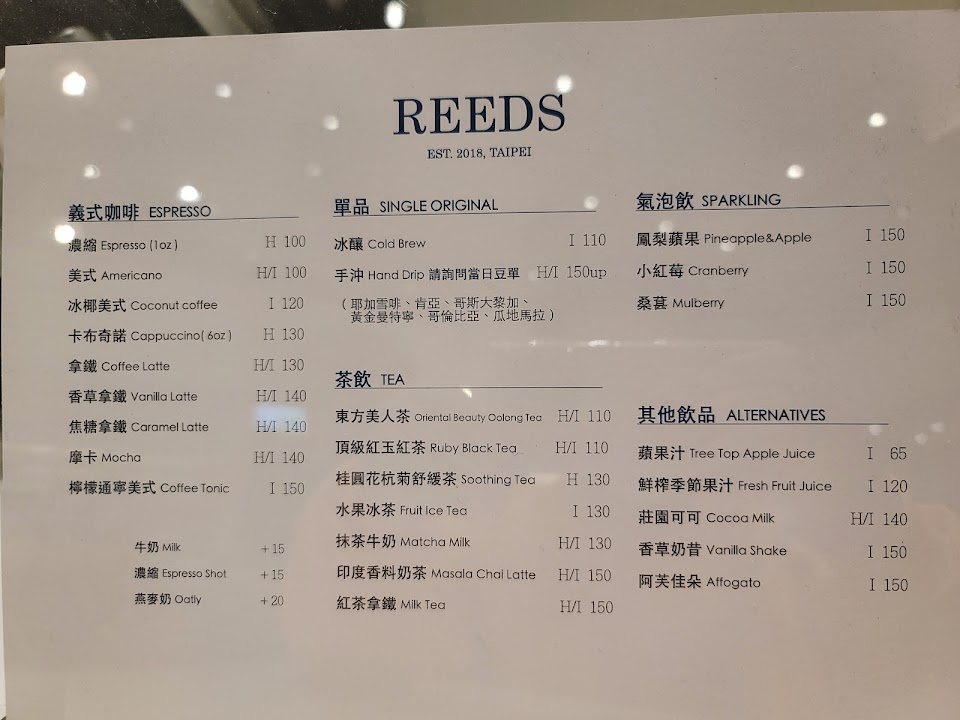 REEDS
EST. 2018, TAIPEI
義式咖啡 ESPRESSO
濃縮 Espresso (1oz) H 100
美式 Americano H/I 100
冰椰美式 Coconut coffee I 120
卡布奇諾 Cappuccino( 6oz ) H 130
拿鐵 Coffee Latte H/I 130
香草拿鐵 Vanilla Latte H/I 140
焦糖拿鐵 Caramel Latte H/I 140
摩卡 Mocha H/I 140
檸檬通寧美式 Coffee Tonic I 150
牛奶 Milk +15
濃縮 Espresso Shot +15
燕麥奶 Oatly +20
單品 SINGLE ORIGINAL
冰釀 Cold Brew I 110
手沖 Hand Drip 請詢問當日豆單 H/I 150up
（耶加雪啡、肯亞、哥斯大黎加、
黃金曼特寧、哥倫比亞、瓜地馬拉）
茶飲 TEA
東方美人茶 Oriental Beauty Oolong Tea H/I 110
頂級紅玉紅茶 Ruby Black Tea H/I 110
桂圓花杭菊舒緩茶 Soothing Tea H 130
水果冰茶 Fruit Ice Tea I 130
抹茶牛奶 Matcha Milk H/I 130
印度香料奶茶 Masala Chai Latte H/I 150
紅茶拿鐵 Milk Tea H/I 150
氣泡飲 SPARKLING
鳳梨蘋果 Pineapple&Apple I 150
小紅莓 Cranberry I 150
桑葚 Mulberry I 150
其他飲品 ALTERNATIVES
蘋果汁 Tree Top Apple Juice I 65
鮮榨季節果汁 Fresh Fruit Juice I 120
莊園可可 Cocoa Milk H/I 140
香草奶昔 Vanilla Shake I 150
阿芙佳朵 Affogato I 150